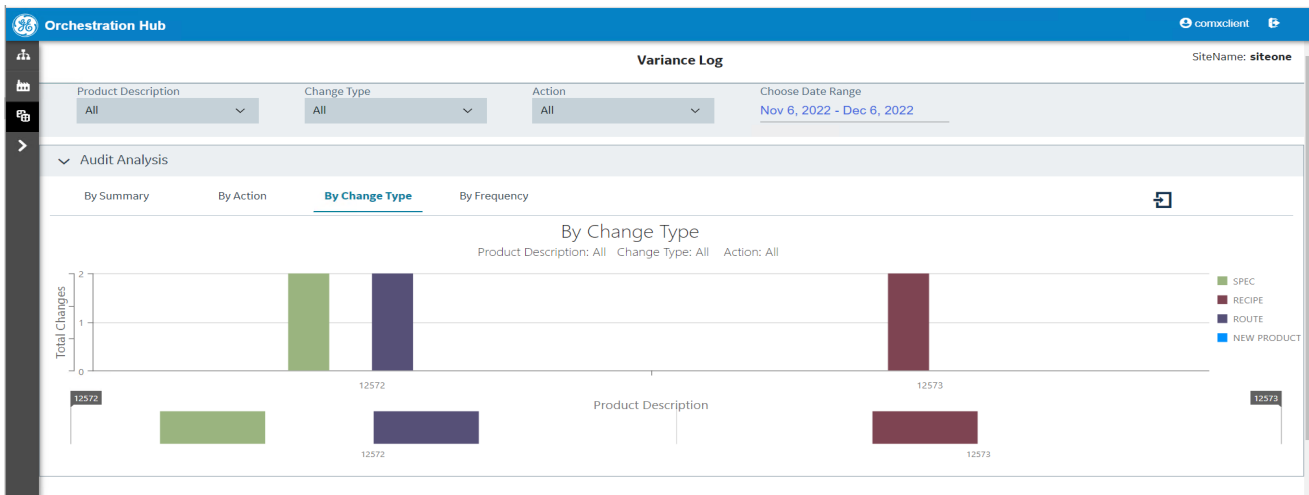 Orchestration Hub
comxclient
Variance Log
SiteName: siteone
Product Description
Change Type
Action
Choose Date Range
All
All
All
Nov 6, 2022 - Dec 6, 2022
Audit Analysis
By Summary
By Action
By Change Type
By Frequency
By Change Type
Product Description: All Change Type: All Action: All
Total Changes
2
1
0
SPEC
RECIPE
ROUTE
NEW PRODUCT
12572
12573
12572
Product Description
12573
12572
12573